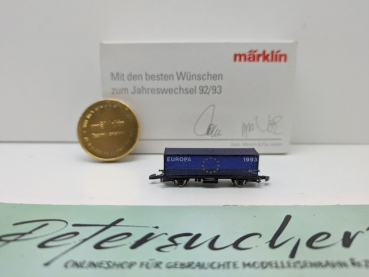 märklin
Mit den besten Wünschen
zum Jahreswechsel 92/93
EUROPA 1993
Petersucher
ONLINESHOP FÜR GEBRAUCHTE MODELLEISENBAHN